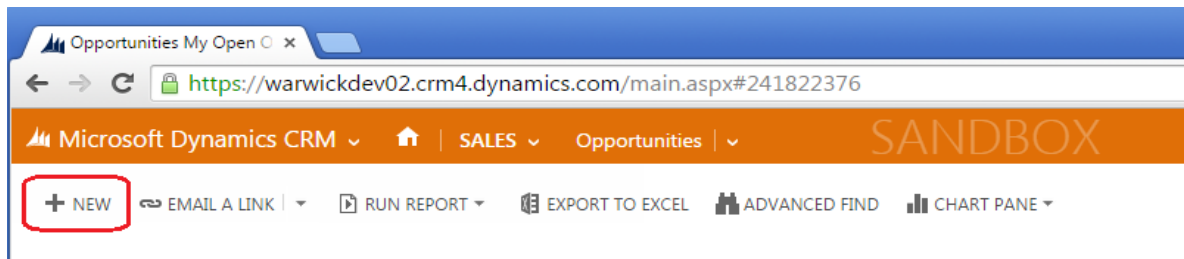 Opportunities My Open O
https://warwickdev02.crm4.dynamics.com/main.aspx#241822376
Microsoft Dynamics CRM | SALES Opportunities | SANDBOX
NEW EMAIL A LINK | RUN REPORT EXPORT TO EXCEL ADVANCED FIND CHART PANE